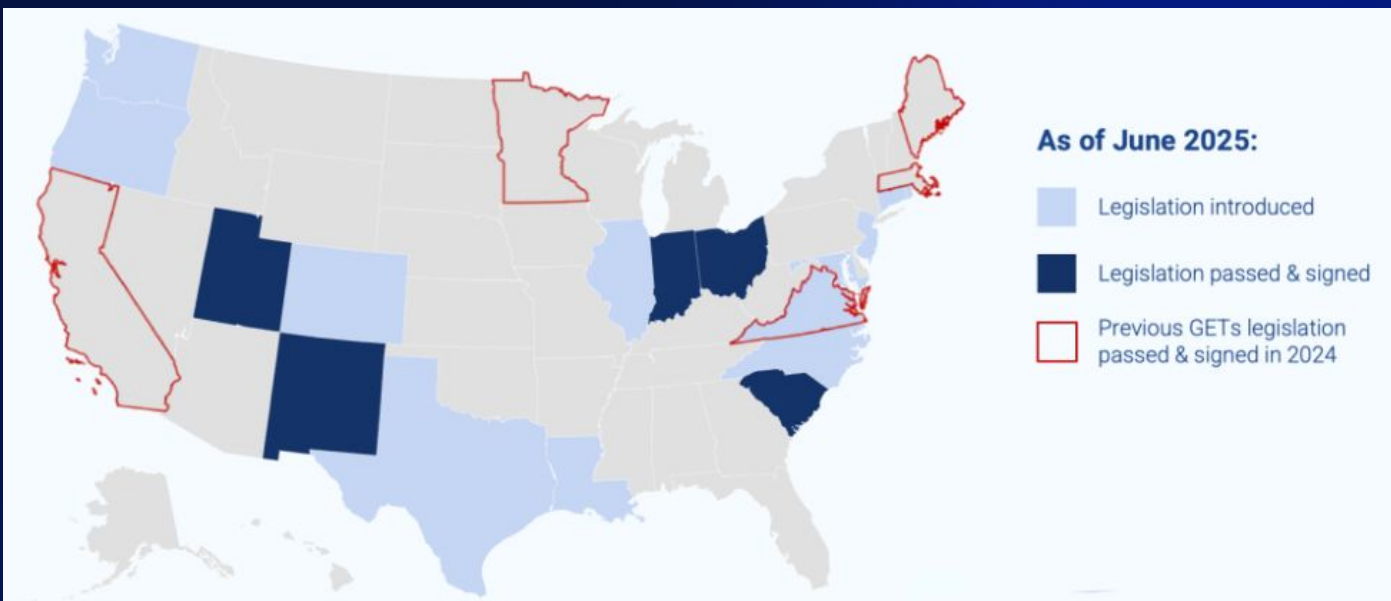 As of June 2025:
Legislation introduced
Legislation passed & signed
Previous GETs legislation
passed & signed in 2024